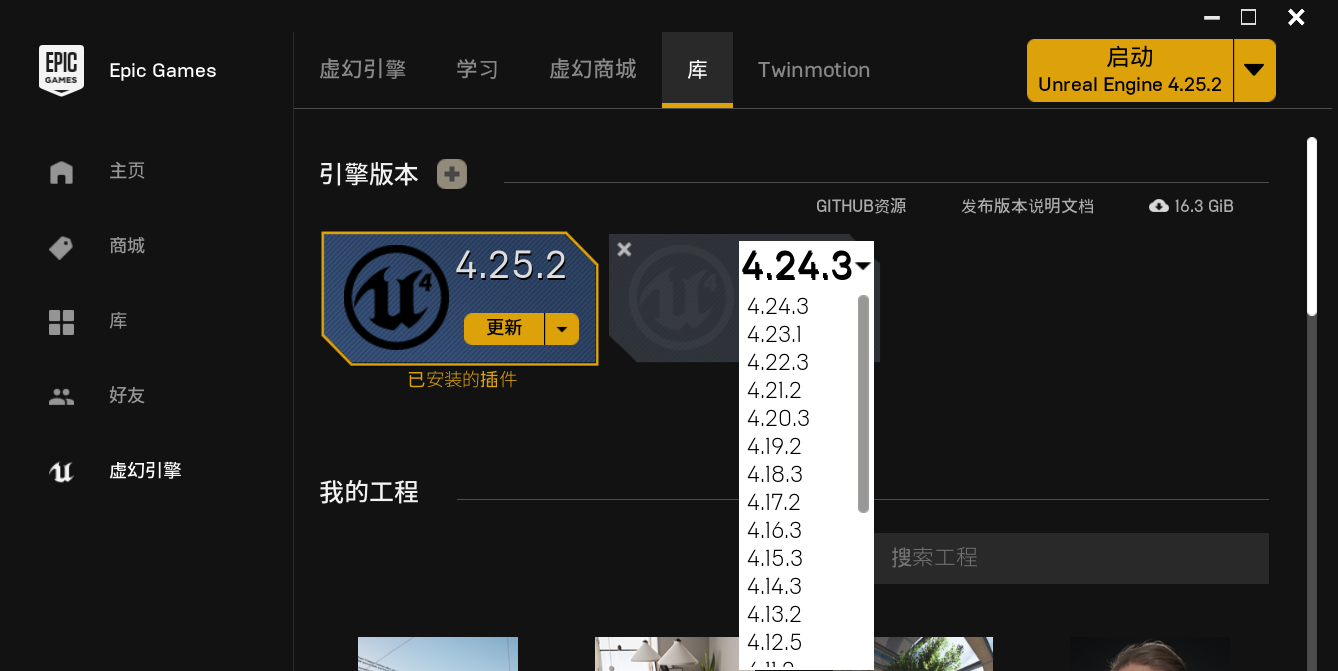 EPIC GAMES
Epic Games
虚幻引擎
学习
虚幻商城
库
Twinmotion
启动
Unreal Engine 4.25.2
主页
商城
库
好友
虚幻引擎
引擎版本
GITHUB资源
发布版本说明文档
16.3 GiB
4.25.2
更新
已安装的插件
4.24.3
4.24.3
4.23.1
4.22.3
4.21.2
4.20.3
4.19.2
4.18.3
4.17.2
4.16.3
4.15.3
4.14.3
4.13.2
4.12.5
我的工程
搜索工程